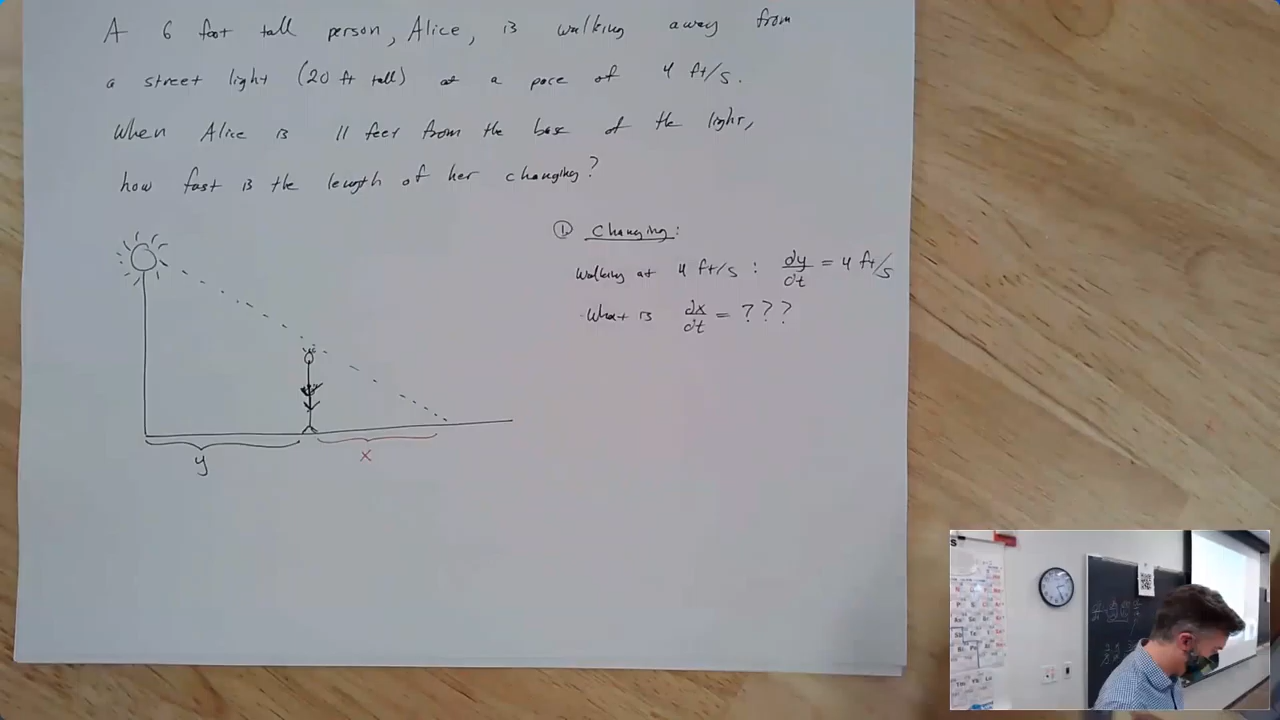 A 6 foot tall person, Alice, is walking away from
a street light (20 ft tall) at a pace of 4 ft/s.
When Alice is 11 feet from the base of the light,
how fast is the length of her changing?
① Changing:
Walking at 4 ft/s : dy/dt = 4 ft/s
What is dx/dt = ???
y
x